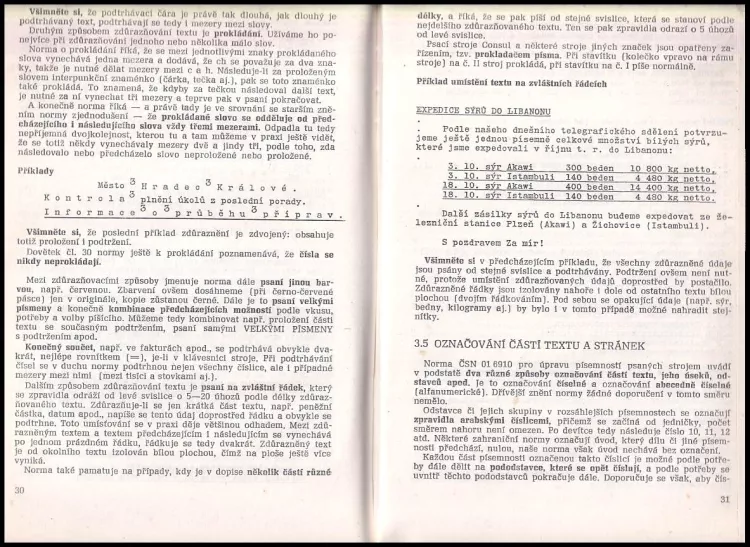 Všimněte si, že podtrhávací čára je právě tak dlouhá, jak dlouhý je
podtrhávaný text, podtrhávají se tedy i mezery mezi slovy.
Druhým způsobem zdůrazňování textu je prokládání. Užíváme ho po-
nejvíce při zdůrazňování jednoho nebo několika málo slov.
Norma o prokládání říká, že se mezi jednotlivými znaky prokládaného
slova vynechává jedna mezera a dodává, že ch se považuje za dva zna-
ky, takže je nutné dělat mezery mezi c a h. Následuje-li za proloženým
slovem interpunkční znaménko (čárka, tečka aj.), pak se toto znaménko
také prokládá. To znamená, že kdyby za tečkou následoval další text,
je nutné za ní vynechat tři mezery a teprve pak v psaní pokračovat.
A konečně norma říká — a právě tady je ve srovnání se starším zně-
ním normy zjednodušení — že prokládané slovo se odděluje od před-
cházejícího i následujícího slova vždy třemi mezerami. Odpadla tu tedy
nepříjemná dvojkolejnost, kterou tu a tam můžeme v praxi ještě vidět,
že se totiž někdy vynechávaly mezery dvě a jindy tři, podle toho, zda
následovalo nebo předcházelo slovo neproložené nebo proložené.
Příklady
Město 3 H r a d e c 3 K r á l o v é .
K o n t r o l a 3 plnění úkolů z poslední porady.
I n f o r m a c e 3 o 3 p r ů b ě h u 3 p ř í p r a v .
Všimněte si, že poslední příklad zdůraznění je zdvojený: obsahuje
totiž proložení i podtržení.
Dovětek čl. 30 normy ještě k prokládání poznamenává, že čísla se
nikdy neprokládají.
Mezi zdůrazňovacími způsoby jmenuje norma dále psaní jinou bar-
vou, např. červenou. Zbarvení ovšem dosáhneme (při černo-červené
pásce) jen v originále, kopie zůstanou černé. Dále je to psaní velkými
písmeny a konečně kombinace předcházejících možností podle vkusu,
potřeby a volby píšícího. Můžeme tedy kombinovat např. proložení části
textu se současným podtržením, psaní samými VELKÝMI PÍSMENY
s podtržením apod.
Konečný součet, např. ve fakturách apod., se podtrhává obvykle dva-
krát, nejlépe rovnítkem (=), je-li v klávesnici stroje. Při podtrhávání
čísel se v duchu normy podtrhnou nejen všechny číslice, ale i případné
mezery mezi nimi (mezi tisíci a stovkami aj.).
Dalším způsobem zdůrazňování textu je psaní na zvláštní řádek, který
se zpravidla odráží od levé svislice o 5—20 úhozů podle délky zdůraz-
ňovaného textu. Zdůrazňuje-li se jen krátká část textu, např. peněžní
částka, datum apod., napíše se tento údaj doprostřed řádku a obvykle se
podtrhne. Toto umísťování se v praxi děje většinou odhadem. Mezi zdů-
razněným textem a textem předcházejícím i následujícím se vynechává
po jednom prázdném řádku, řádkuje se tedy dvakrát. Zdůrazněný text
je od okolního textu izolován bílou plochou, čímž na ploše ještě více
vyniká.
Norma také pamatuje na případy, kdy je v dopise několik částí různé
30
délky, a říká, že se pak píší od stejné svislice, která se stanoví podle
nejdelšího zdůrazňovaného textu. Ten se pak zpravidla odrazí o 5 úhozů
od levé svislice.
Psací stroje Consul a některé stroje jiných značek jsou opatřeny za-
řízením, tzv. prokladačem písma. Při stavítku (kolečko vpravo na rámu
stroje) na č. II stroj prokládá, při stavítku na č. I píše normálně.
Příklad umístění textu na zvláštních řádcích
EXPEDICE SÝRŮ DO LIBANONU
Podle našeho dnešního telegrafického sdělení potvrzu-
jeme ještě jednou písemně celkové množství bílých sýrů,
které jsme expedovali v říjnu t. r. do Libanonu:
3. 10. sýr Akawi 300 beden 10 800 kg netto,
3. 10. sýr Istambuli 140 beden 4 480 kg netto,
18. 10. sýr Akawi 400 beden 14 400 kg netto,
18. 10. sýr Istambuli 140 beden 4 480 kg netto.
Další zásilky sýrů do Libanonu budeme expedovat ze že-
lezniční stanice Plzeň (Akawi) a Žichovice (Istambuli).
S pozdravem Za mír!
Všimněte si v předcházejícím příkladu, že všechny zdůrazněné údaje
jsou psány od stejné svislice a podtrhávány. Podtržení ovšem není nut-
né, protože umístění zdůrazňovaných údajů doprostřed by postačilo.
Zdůrazněné řádky jsou izolovány nahoře i dole od ostatního textu bílou
plochou (dvojím řádkováním). Pod sebou se opakující údaje (např. sýr,
bedny, kilogramy aj.) by bylo i v tomto případě možné nahradit stej-
nítky.
3.5 OZNAČOVÁNÍ ČÁSTÍ TEXTU A STRÁNEK
Norma ČSN 01 6910 pro úpravu písemností psaných strojem uvádí
v podstatě dva různé způsoby označování částí textu, jeho úseků, od-
stavců apod. Je to označování číselné a označování abecedně číselné
(alfanumerické). Dřívější znění normy žádné doporučení v tomto směru
nemělo.
Odstavce či jejich skupiny v rozsáhlejších písemnostech se označují
zpravidla arabskými číslicemi, přičemž se začíná od jedničky, počet
směrem nahoru není omezen. Po devítce tedy následuje číslo 10, 11, 12
atd. Některé zahraniční normy označují úvod, který dílu či jiné písem-
nosti předchází, nulou, naše norma však úvod nechává bez označení.
Každou část písemnosti označenou takto číslicí je možné podle potře-
by dále dělit na pododstavce, které se opět číslují, a podle potřeby se
uvnitř těchto pododstavců pokračuje dále. Doporučuje se však, aby čís-
31